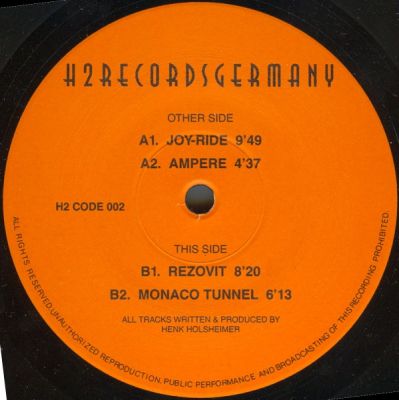 H2RECORDSGERMANY
OTHER SIDE
A1. JOY-RIDE 9'49
A2. AMPERE 4'37
H2 CODE 002
THIS SIDE
B1. REZOVIT 8'20
B2. MONACO TUNNEL 6'13
ALL TRACKS WRITTEN & PRODUCED BY
HENK HOLSHEIMER
ALL RIGHTS RESERVED.UNAUTHORIZED REPRODUCTION, PUBLIC PERFORMANCE AND BROADCASTING OF THIS RECORDING PROHIBITED.